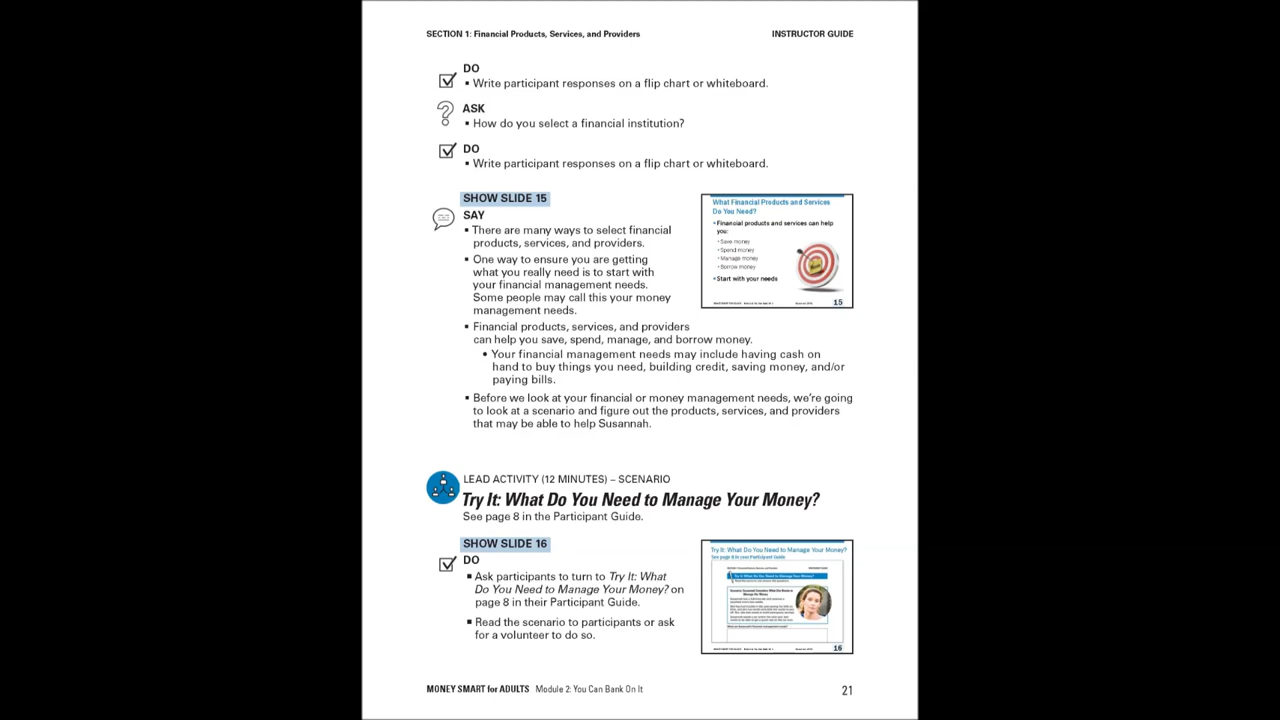 SECTION 1: Financial Products, Services, and Providers
INSTRUCTOR GUIDE
DO
▪ Write participant responses on a flip chart or whiteboard.
ASK
▪ How do you select a financial institution?
DO
▪ Write participant responses on a flip chart or whiteboard.
SHOW SLIDE 15
SAY
▪ There are many ways to select financial
products, services, and providers.
▪ One way to ensure you are getting
what you really need is to start with
your financial management needs.
Some people may call this your money
management needs.
▪ Financial products, services, and providers
can help you save, spend, manage, and borrow money.
• Your financial management needs may include having cash on
hand to buy things you need, building credit, saving money, and/or
paying bills.
▪ Before we look at your financial or money management needs, we’re going
to look at a scenario and figure out the products, services, and providers
that may be able to help Susannah.
What Financial Products and Services
Do You Need?
• Financial products and services can help
you:
• Save money
• Spend money
• Manage money
• Borrow money
• Start with your needs
15
LEAD ACTIVITY (12 MINUTES) – SCENARIO
Try It: What Do You Need to Manage Your Money?
See page 8 in the Participant Guide.
SHOW SLIDE 16
DO
▪ Ask participants to turn to Try It: What
Do You Need to Manage Your Money? on
page 8 in their Participant Guide.
▪ Read the scenario to participants or ask
for a volunteer to do so.
Try It: What Do You Need to Manage Your Money?
See page 8 in your Participant Guide
Try It: What Do You Need to Manage Your Money?
16
MONEY SMART for ADULTS Module 2: You Can Bank On It
21